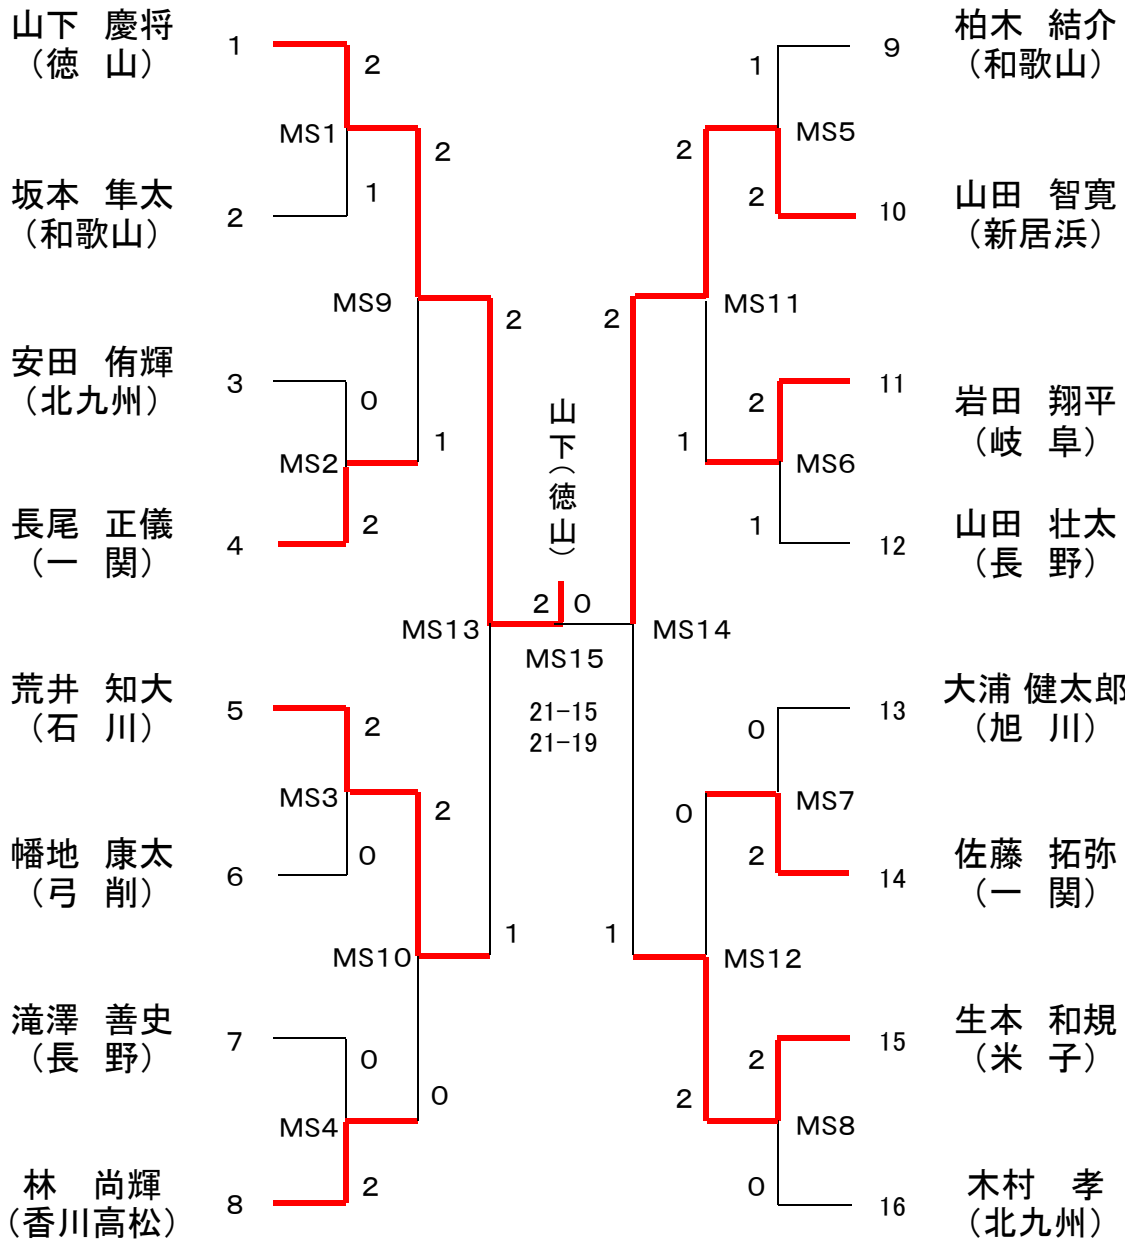 山下 慶将
(徳 山)
1
2
MS1
坂本 隼太
(和歌山)
2
1
2
MS9
安田 侑輝
(北九州)
3
0
1
MS2
長尾 正儀
(一 関)
4
2
2
MS13
荒井 知大
(石 川)
5
2
MS3
幡地 康太
(弓 削)
6
0
2
MS10
1
滝澤 善史
(長 野)
7
0
0
MS4
林 尚輝
(香川高松)
8
2
山下(徳山)
2 0
MS15
21-15
21-19
柏木 結介
(和歌山)
9
1
MS5
山田 智寛
(新居浜)
10
2
2
MS11
2
岩田 翔平
(岐 阜)
11
2
1
MS6
山田 壮太
(長 野)
12
1
MS14
大浦 健太郎
(旭 川)
13
0
MS7
佐藤 拓弥
(一 関)
14
2
0
MS12
1
生本 和規
(米 子)
15
2
2
MS8
木村 孝
(北九州)
16
0